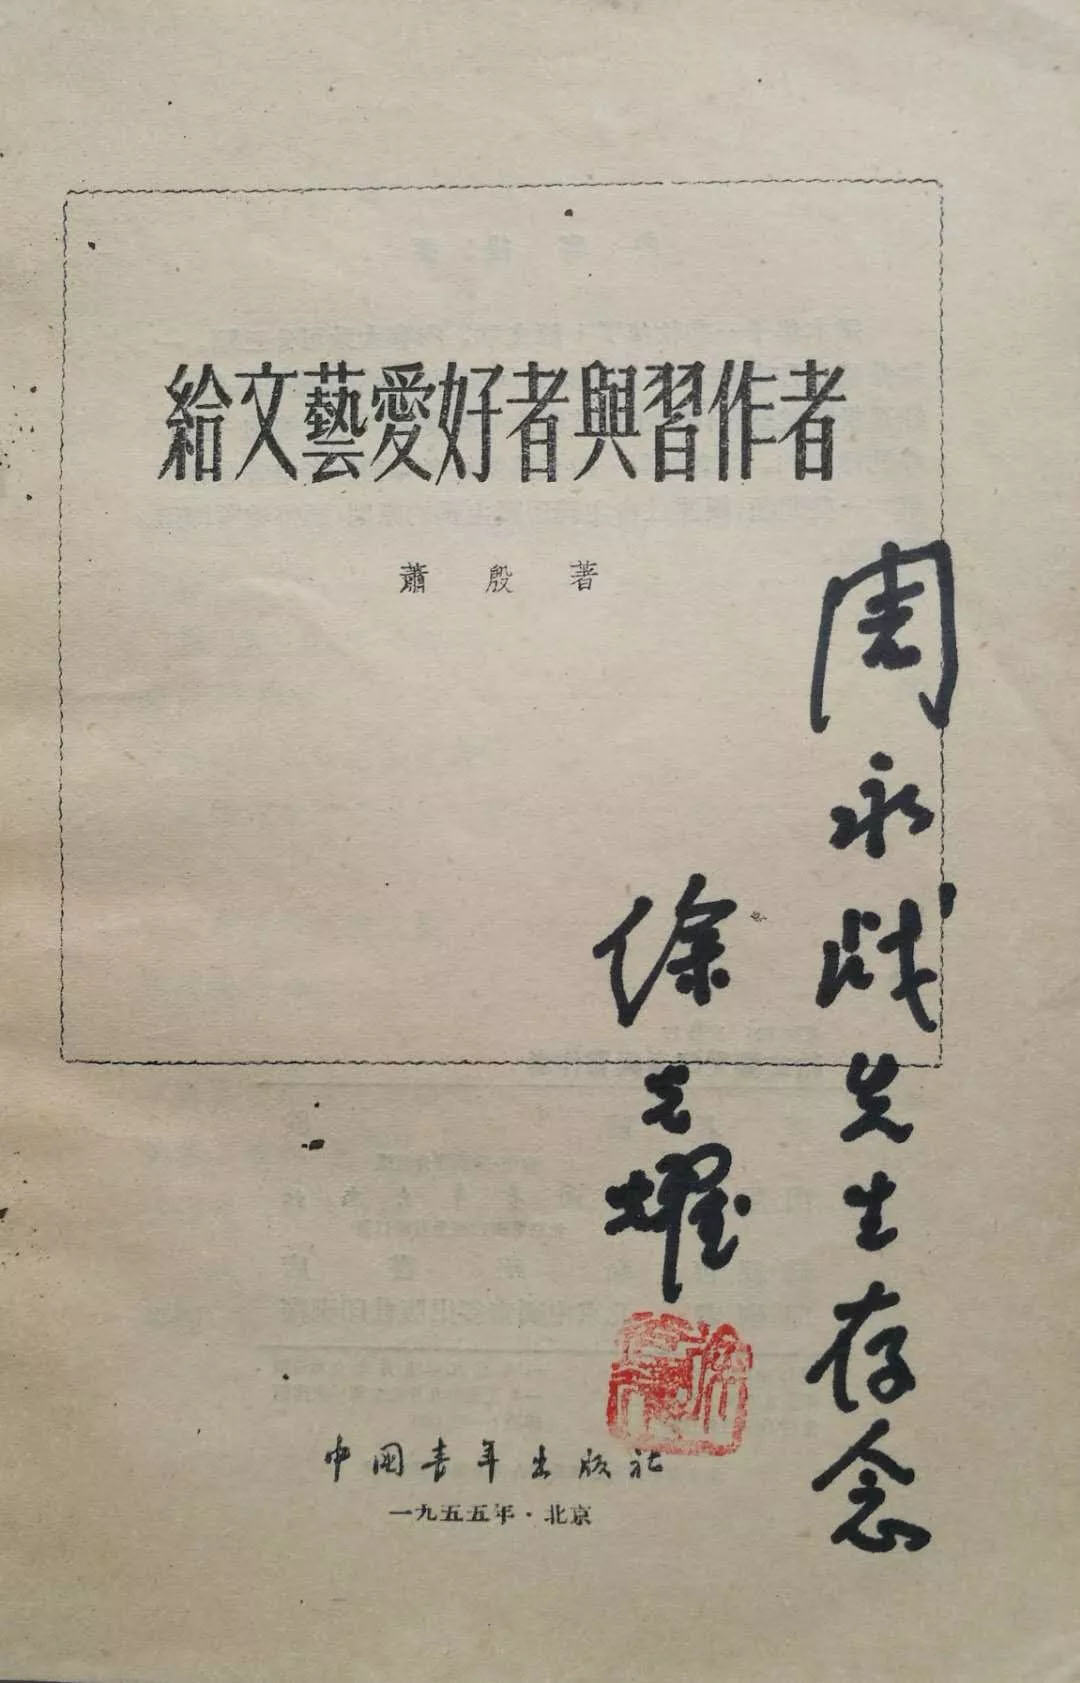 給文藝愛好者與習作者
蕭殷著
周永战先生存念
徐光耀
中国青年出版社
一九五五年·北京